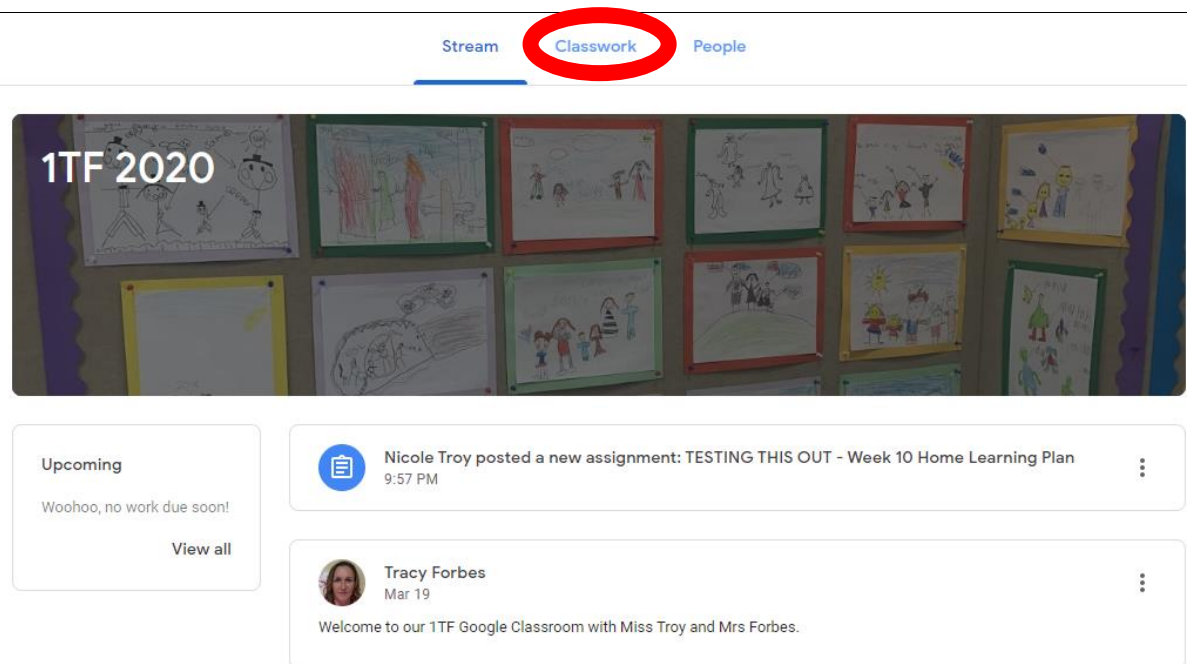 Stream Classwork People
1TF 2020
Upcoming
Woohoo, no work due soon!
View all
Nicole Troy posted a new assignment: TESTING THIS OUT - Week 10 Home Learning Plan
9:57 PM
Tracy Forbes
Mar 19
Welcome to our 1TF Google Classroom with Miss Troy and Mrs Forbes.